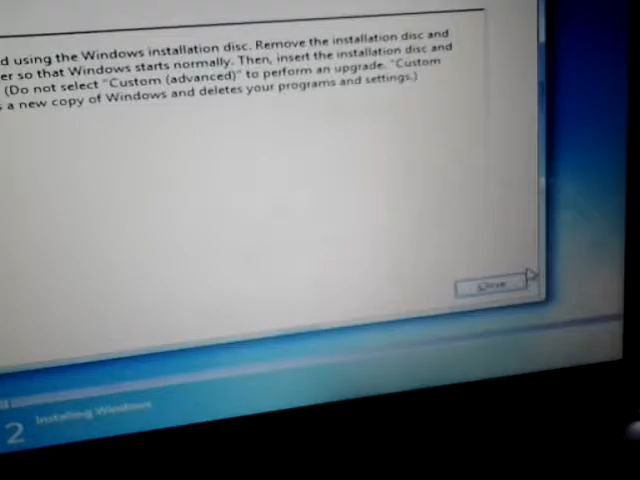 d using the Windows installation disc. Remove the installation disc and
er so that Windows starts normally. Then, insert the installation disc and
(Do not select "Custom (advanced)" to perform an upgrade. "Custom
s a new copy of Windows and deletes your programs and settings.)
Close
2 Installing Windows